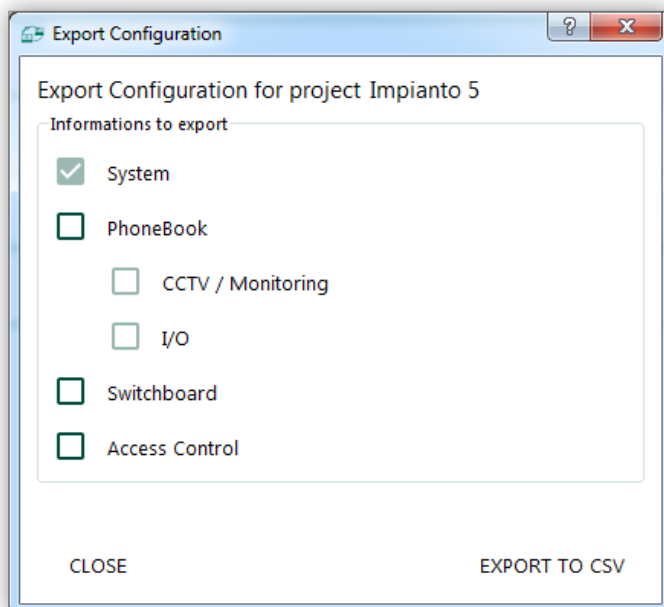 Export Configuration
Export Configuration for project Impianto 5
Informations to export
System
PhoneBook
CCTV / Monitoring
I/O
Switchboard
Access Control
CLOSE EXPORT TO CSV